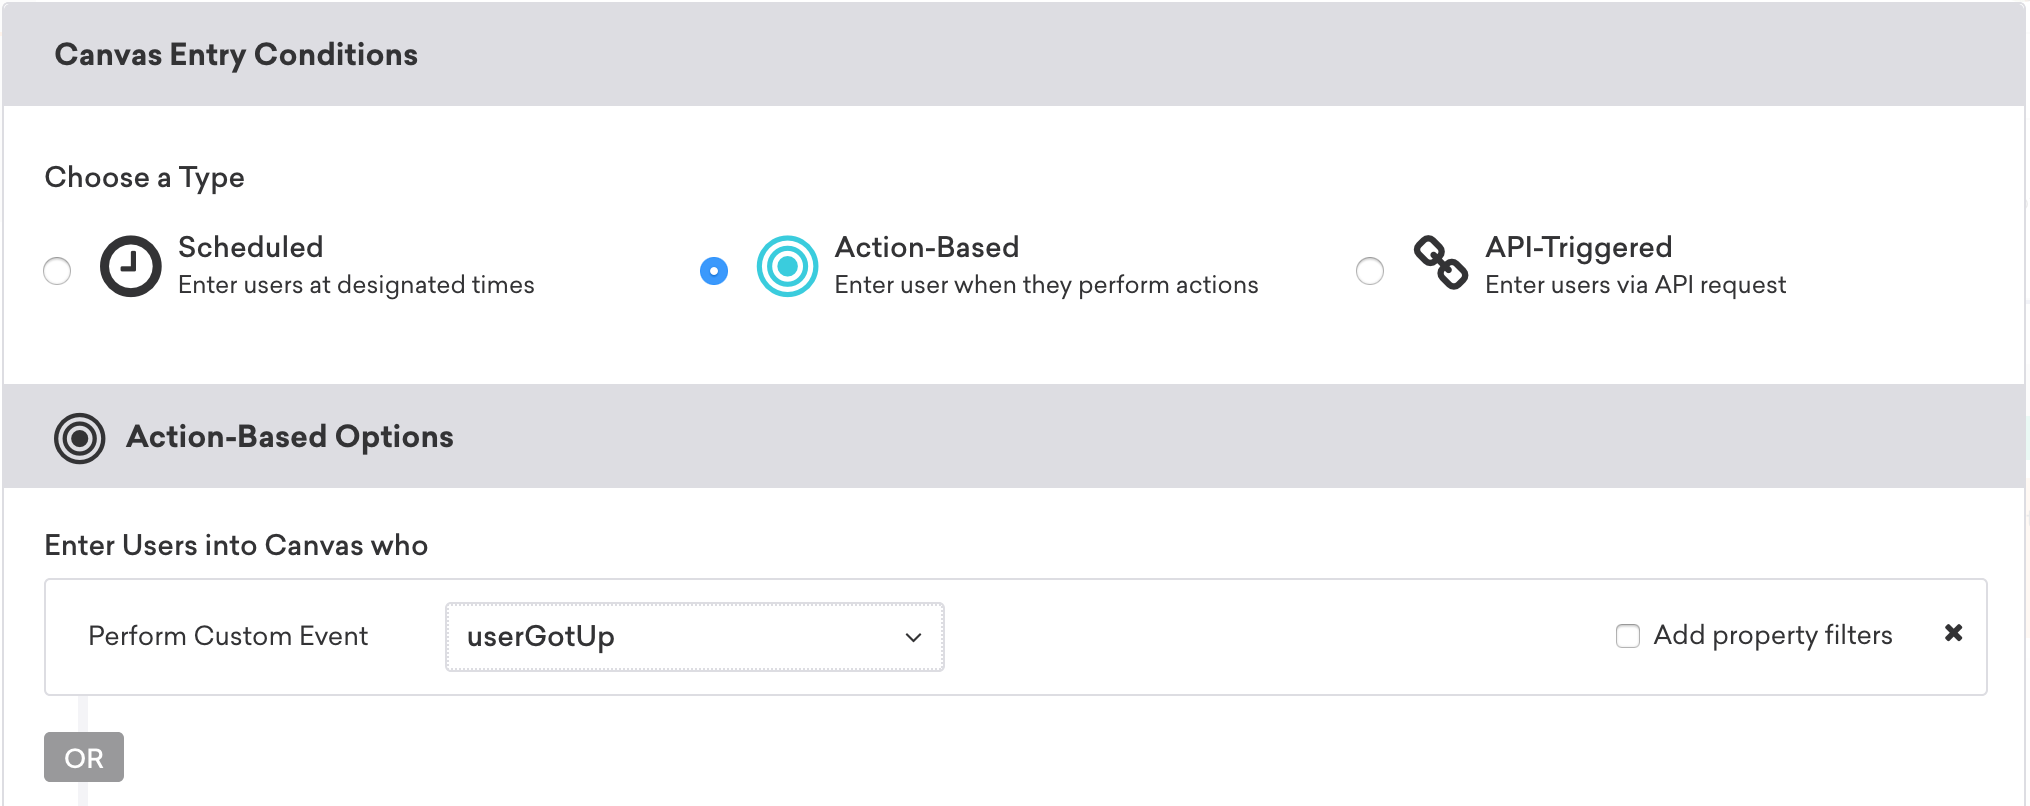 Canvas Entry Conditions
Choose a Type
Scheduled
Enter users at designated times
Action-Based
Enter user when they perform actions
API-Triggered
Enter users via API request
Action-Based Options
Enter Users into Canvas who
Perform Custom Event
userGotUp
Add property filters
OR